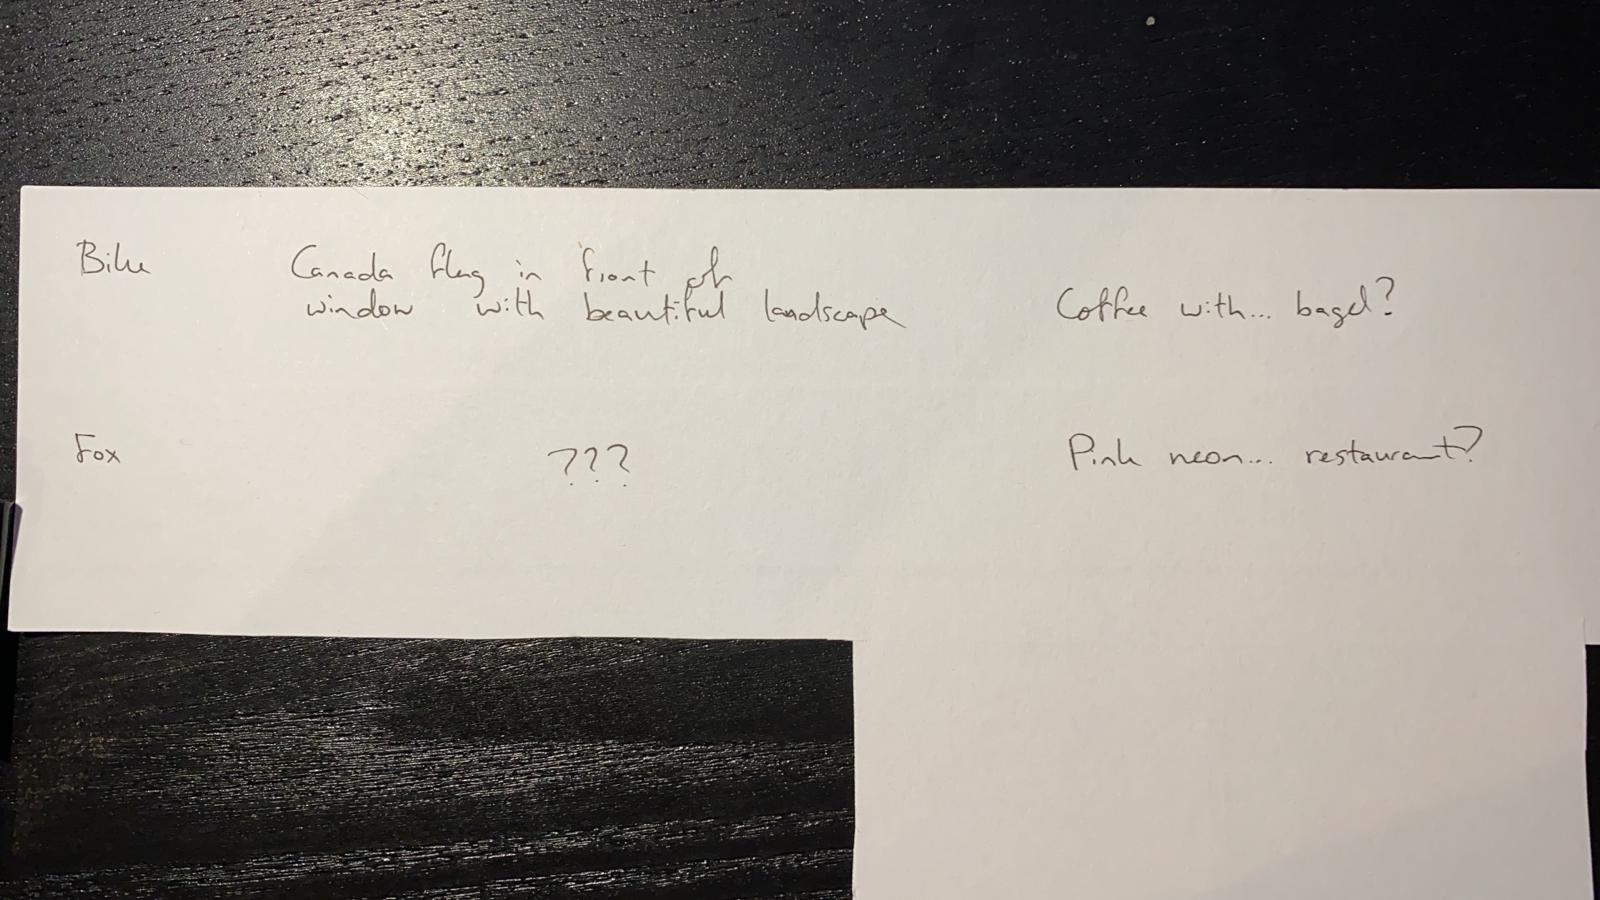 Bike
Canada flag in front of
window with beautiful landscape
Coffee with... bagel?
Fox
???
Pink neon... restaurant?